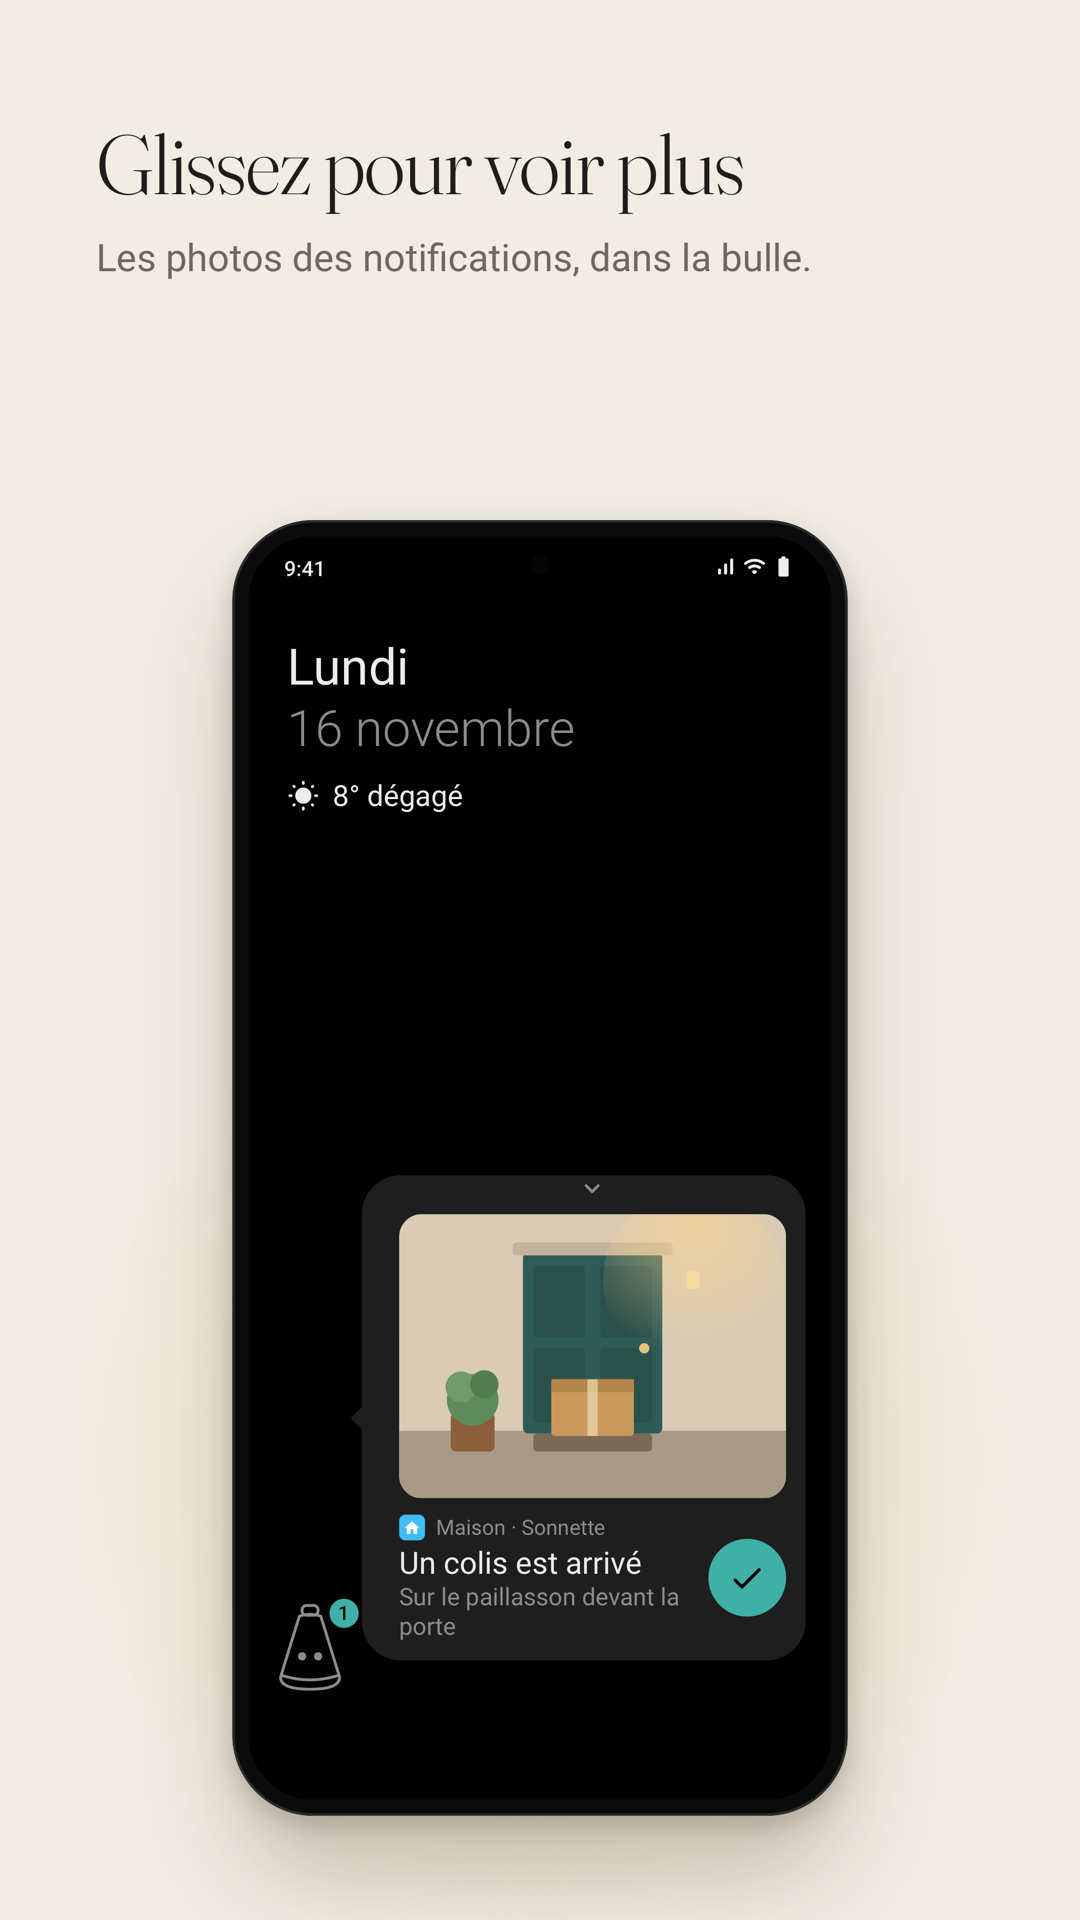 Glissez pour voir plus
Les photos des notifications, dans la bulle.
9:41
Lundi
16 novembre
8° dégagé
Maison · Sonnette
Un colis est arrivé
Sur le paillasson devant la
porte
1